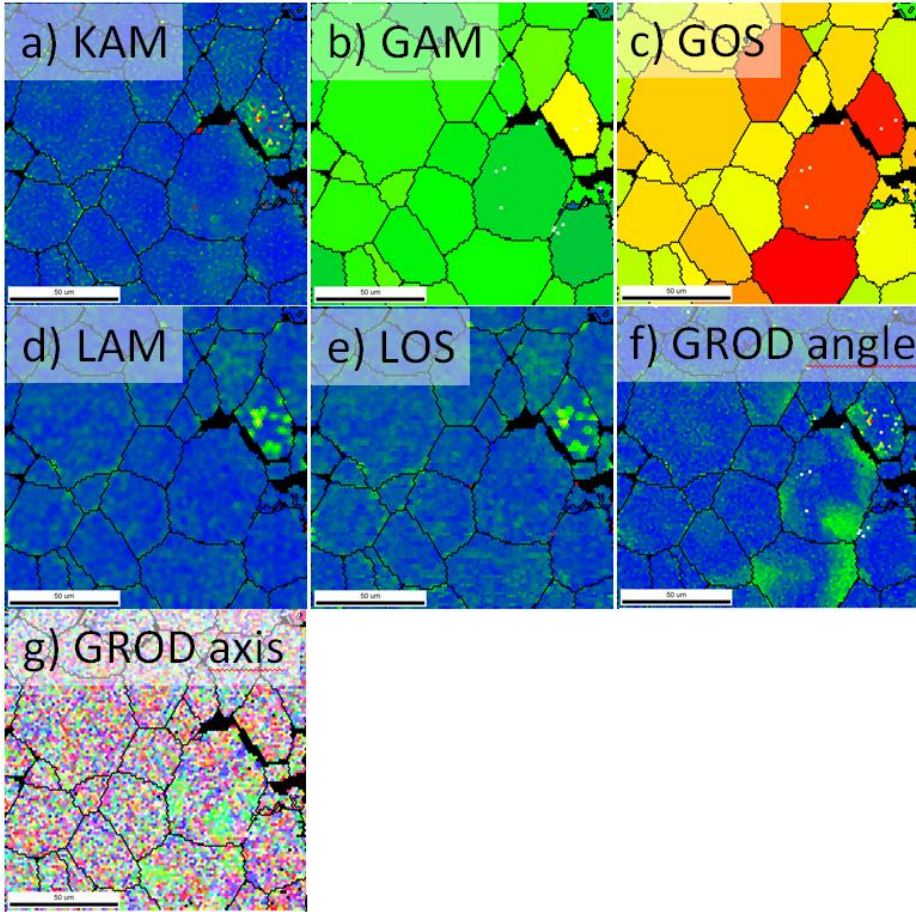 a) KAM
b) GAM
c) GOS
50 um
50 um
50 um
d) LAM
e) LOS
f) GROD angle
50 um
50 um
50 um
g) GROD axis
50 um